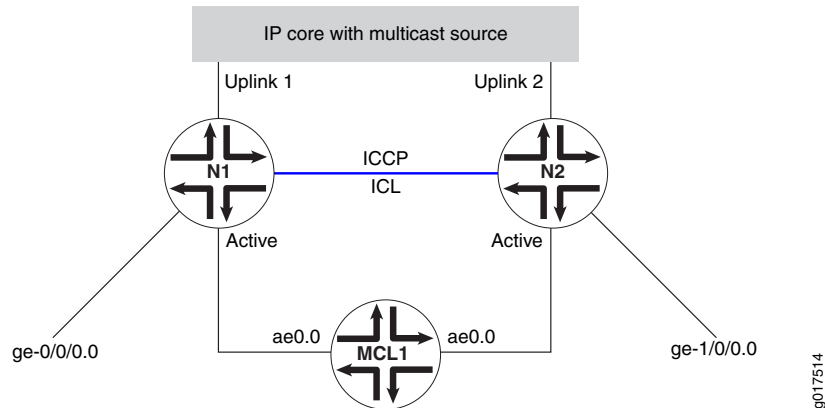 IP core with multicast source
Uplink 1
Uplink 2
N1
ICCP
ICL
N2
Active
Active
ae0.0
MCL1
ae0.0
ge-0/0/0.0
ge-1/0/0.0
g017514